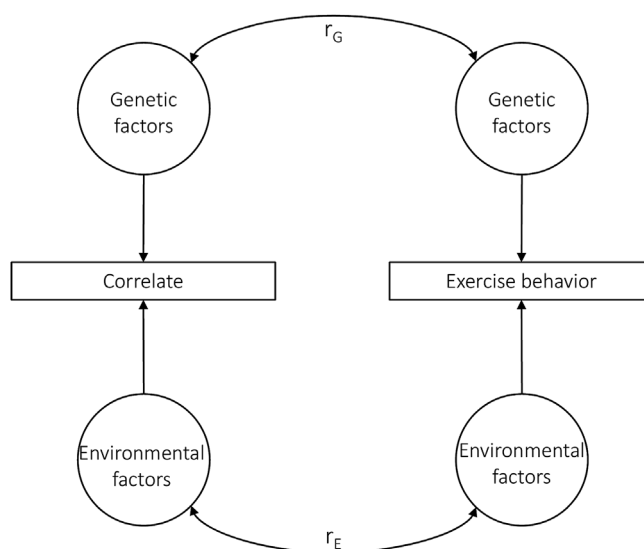 r_G
Genetic
factors
Genetic
factors
Correlate
Exercise behavior
Environmental
factors
Environmental
factors
r_E